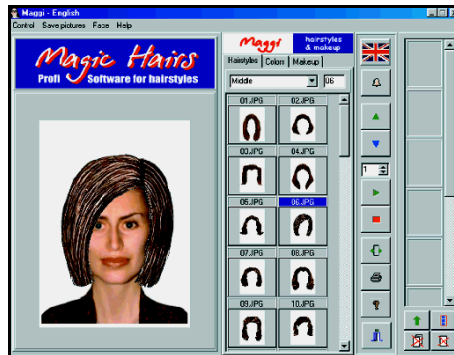 Maggi - English
Control Save pictures Face Help
Magic Hairs
Profi Software for hairstyles
Maggi
hairstyles
& makeup
Hairstyles Colors Makeup
Middle 06
01.JPG 02.JPG
03.JPG 04.JPG
05.JPG 06.JPG
07.JPG 08.JPG
09.JPG 10.JPG
1